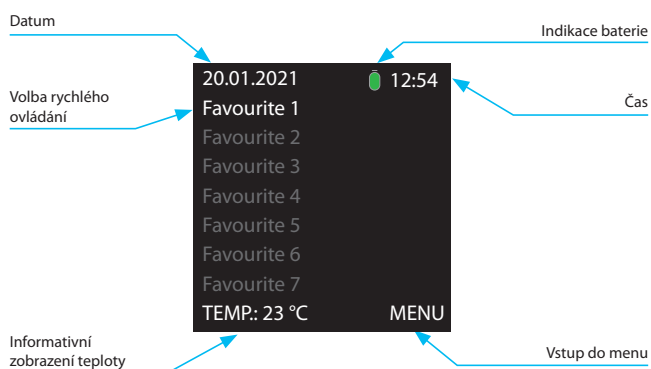 Datum
Indikace baterie
20.01.2021 12:54
Volba rychlého
ovládání
Čas
Favourite 1
Favourite 2
Favourite 3
Favourite 4
Favourite 5
Favourite 6
Favourite 7
TEMP.: 23 °C MENU
Informativní
zobrazení teploty
Vstup do menu